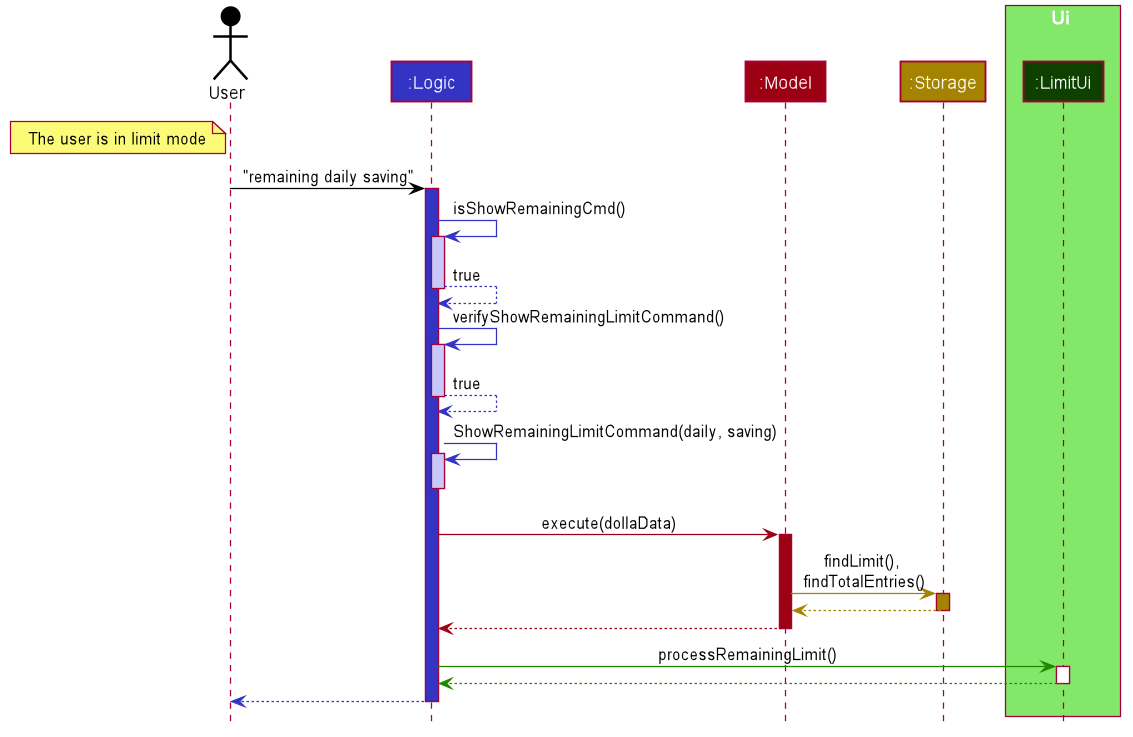 Ui
:Logic
:Model
:Storage
:LimitUi
User
The user is in limit mode
"remaining daily saving"
isShowRemainingCmd()
true
verifyShowRemainingLimitCommand()
true
ShowRemainingLimitCommand(daily, saving)
execute(dollaData)
findLimit(),
findTotalEntries()
processRemainingLimit()